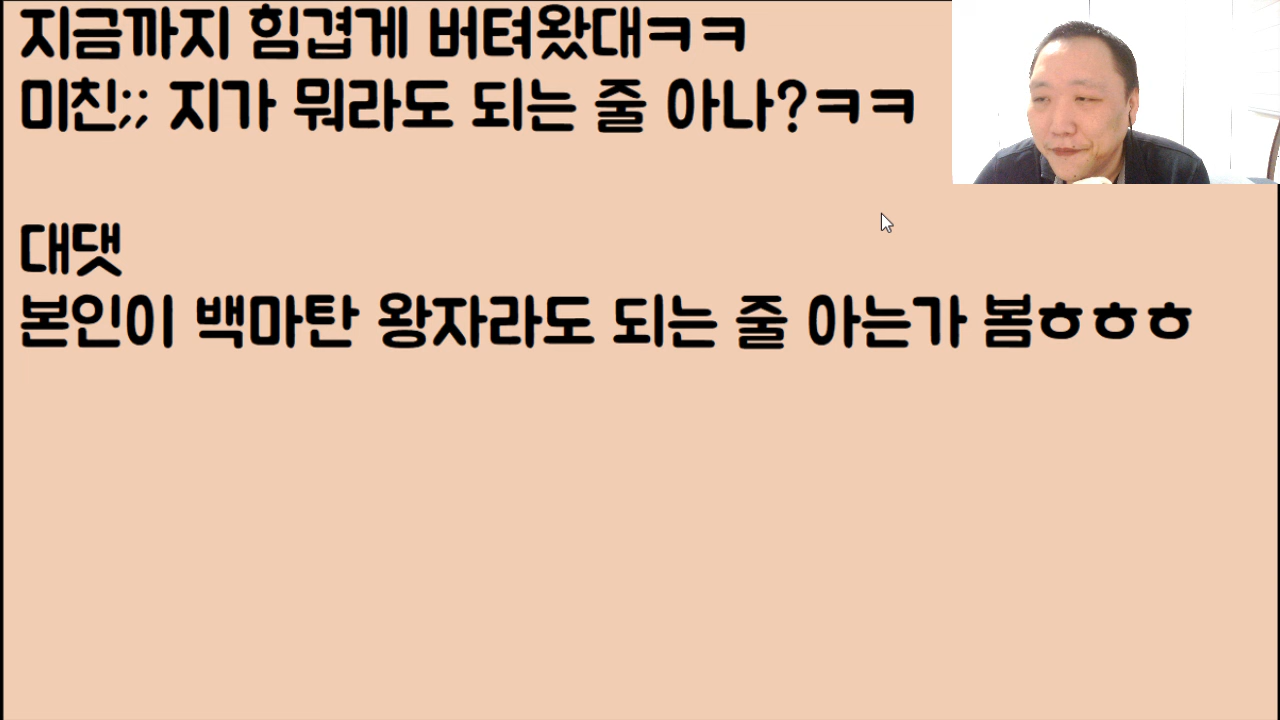 지금까지 힘겹게 버텨왔대ㅋㅋ
미친;; 지가 뭐라도 되는 줄 아나?ㅋㅋ
대댓
본인이 백마탄 왕자라도 되는 줄 아는가 봄ㅎㅎㅎ